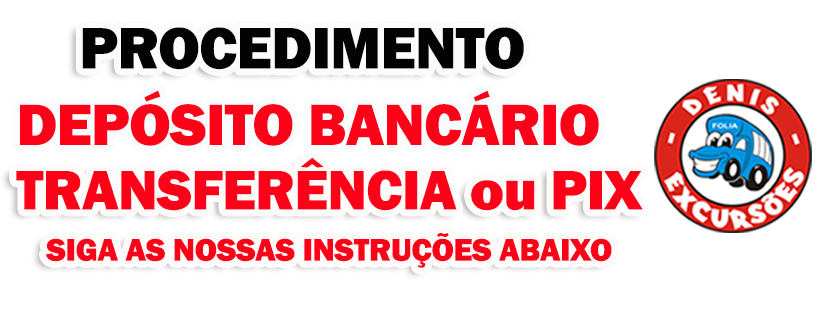 PROCEDIMENTO
DEPÓSITO BANCÁRIO
TRANSFERÊNCIA ou PIX
SIGA AS NOSSAS INSTRUÇÕES ABAIXO
- DENIS -
FOLIA
EXCURSÕES